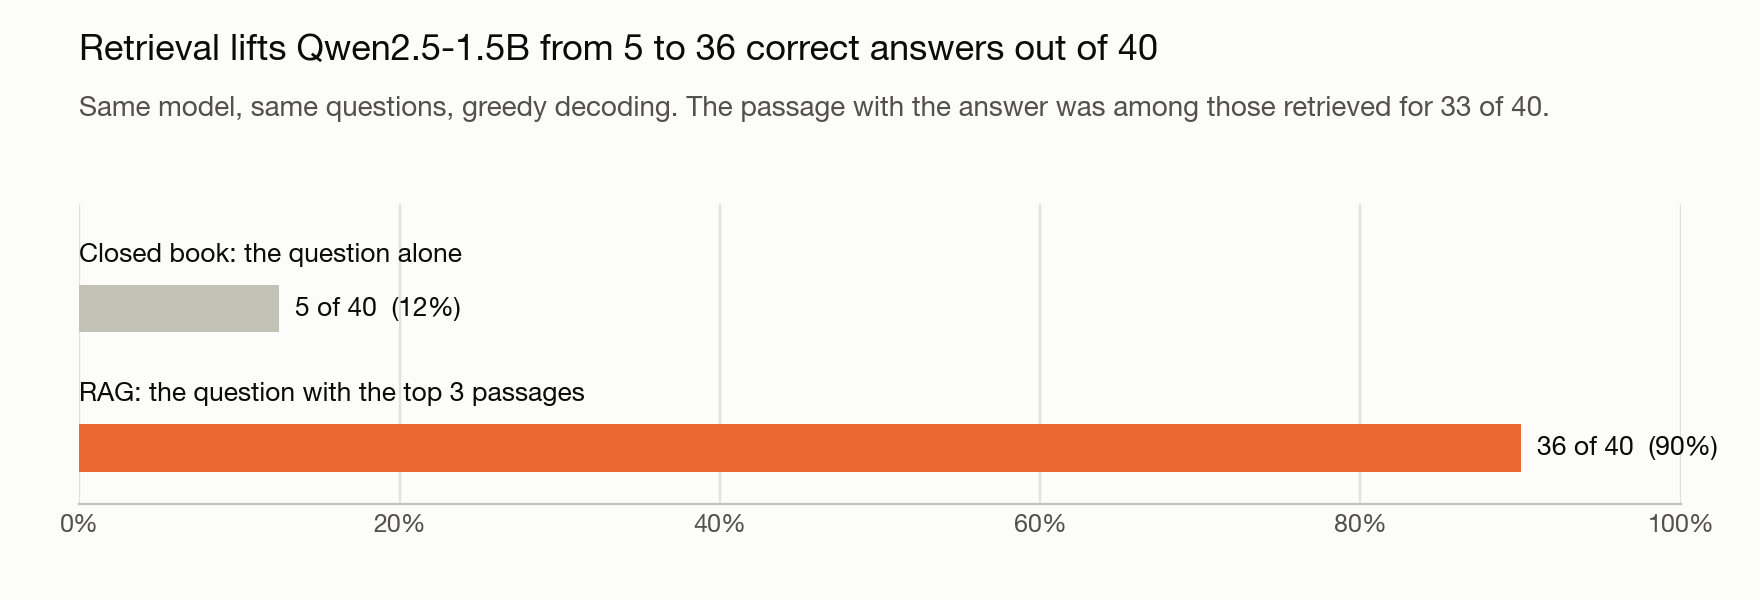 Retrieval lifts Qwen2.5-1.5B from 5 to 36 correct answers out of 40
Same model, same questions, greedy decoding. The passage with the answer was among those retrieved for 33 of 40.
Closed book: the question alone
5 of 40 (12%)
RAG: the question with the top 3 passages
36 of 40 (90%)
0% 20% 40% 60% 80% 100%